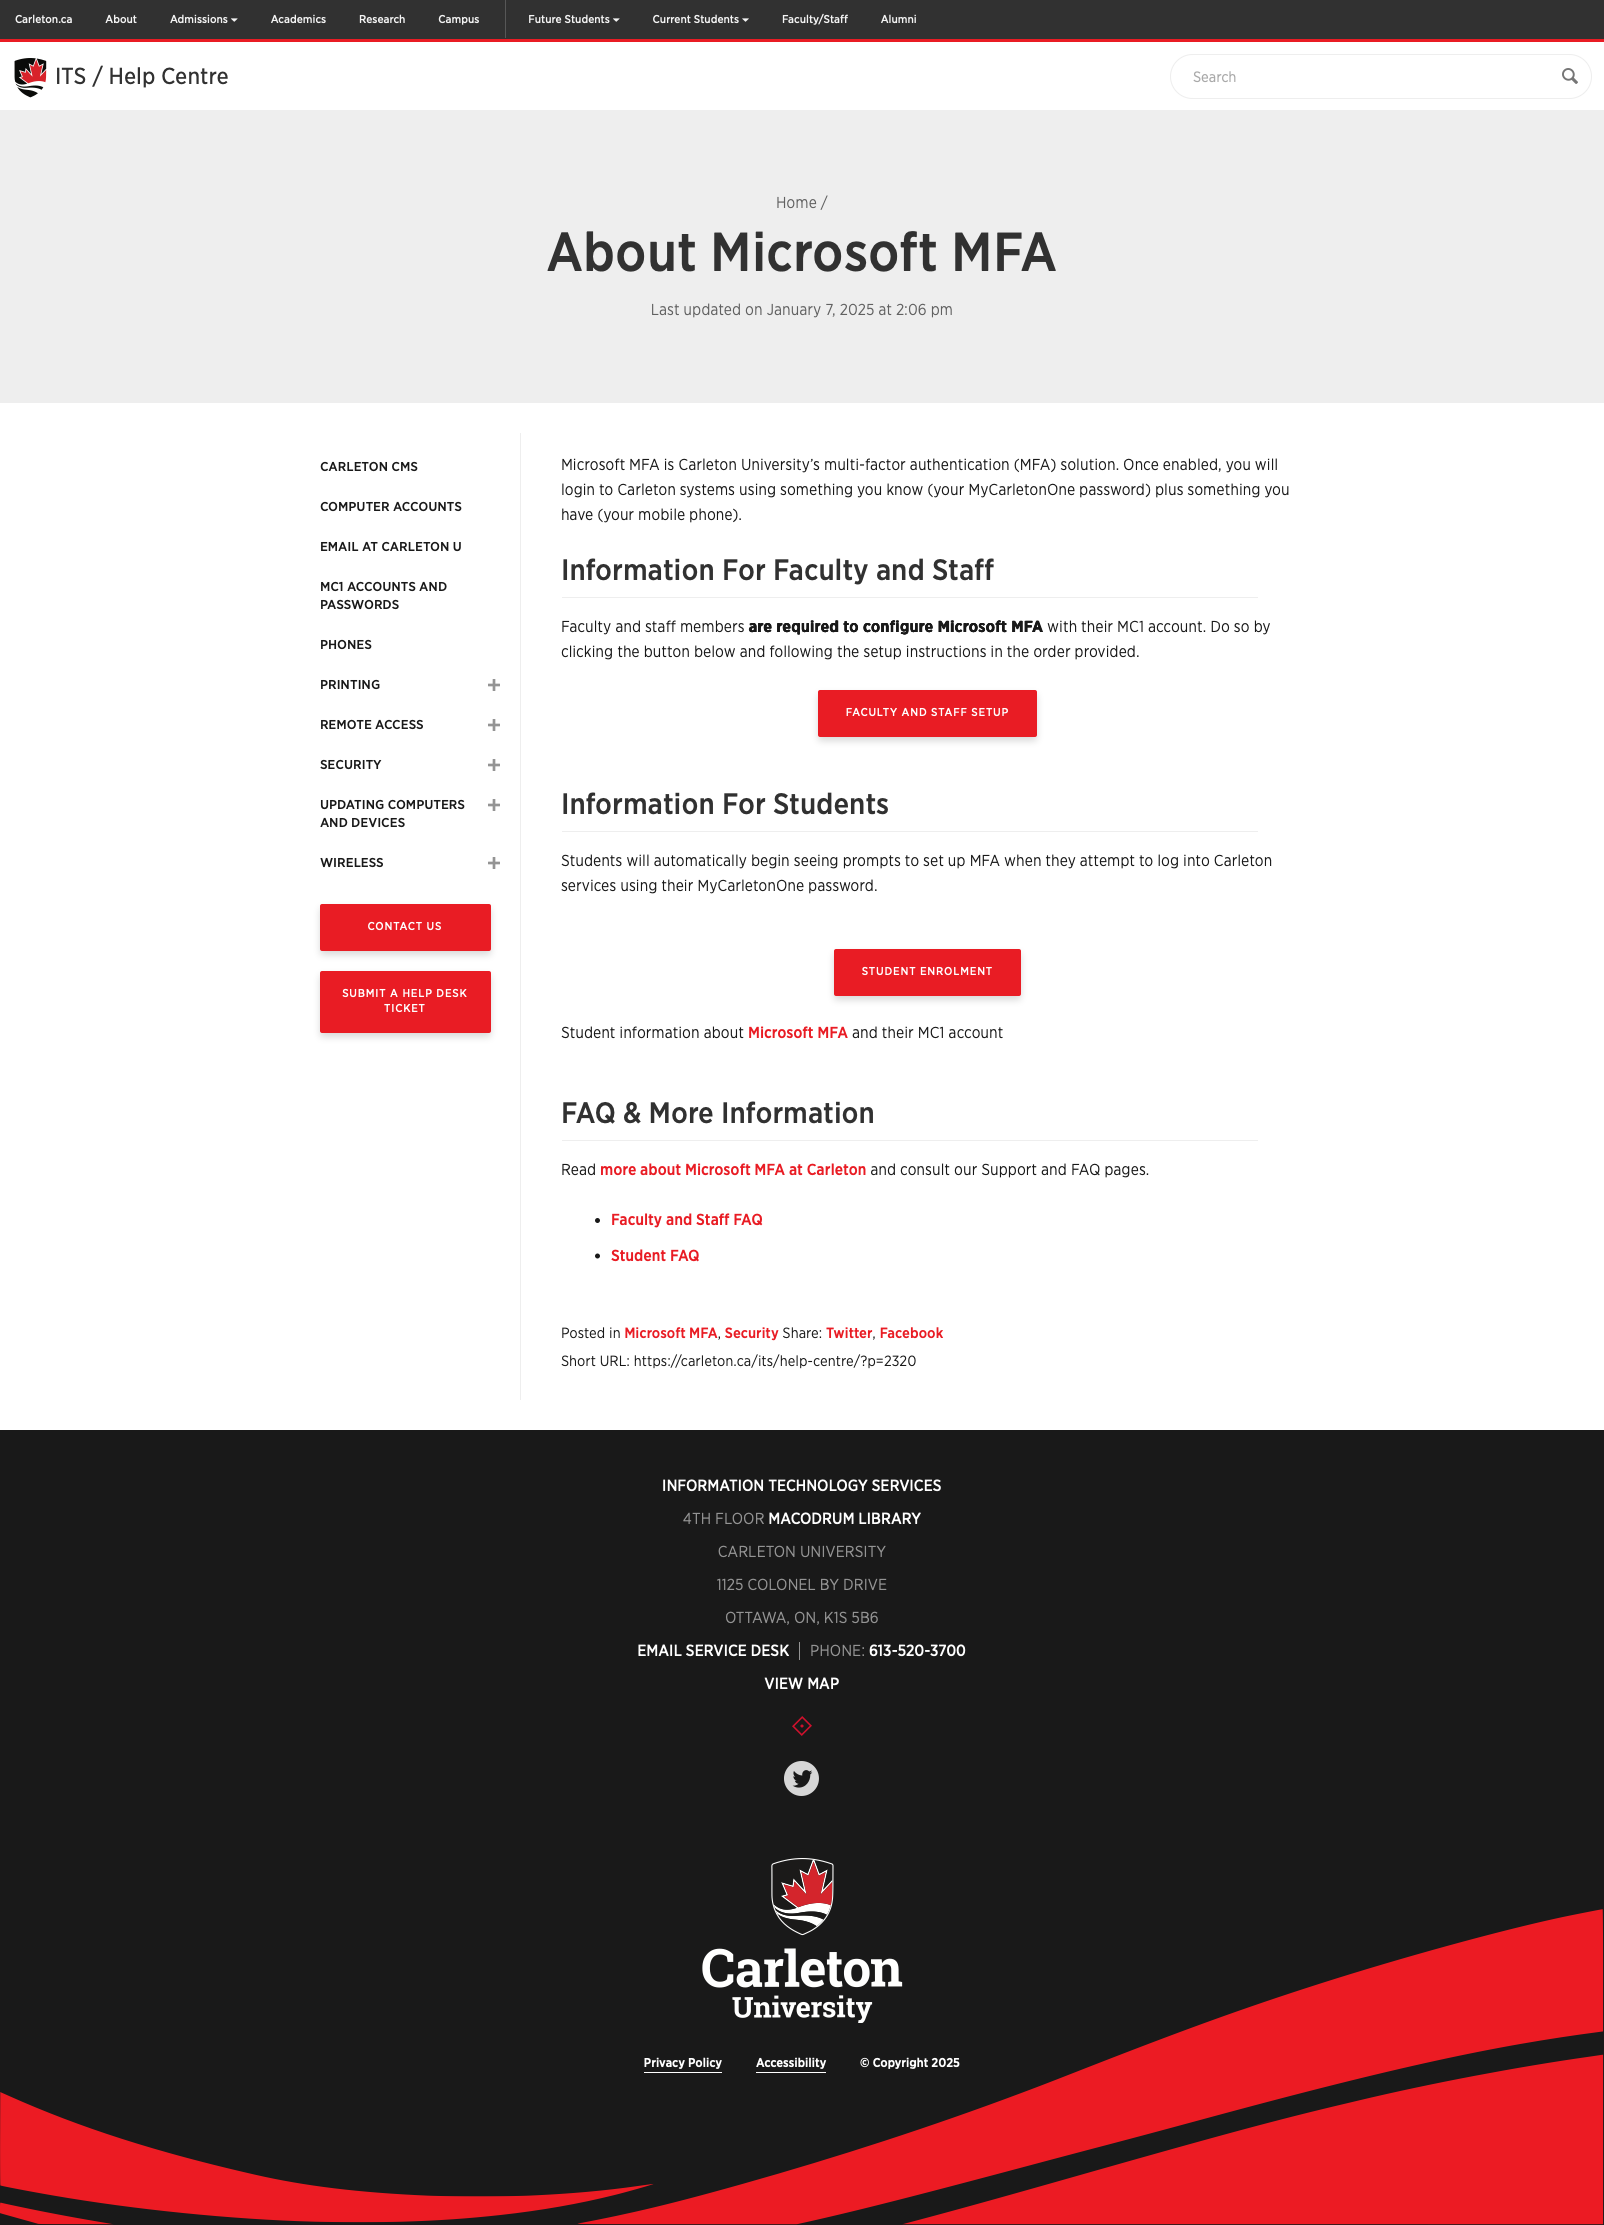 Carleton.ca About Admissions Academics Research Campus Future Students Current Students Faculty/Staff Alumni
ITS / Help Centre
Search
Home /
About Microsoft MFA
Last updated on January 7, 2025 at 2:06 pm
CARLETON CMS
COMPUTER ACCOUNTS
EMAIL AT CARLETON U
MC1 ACCOUNTS AND
PASSWORDS
PHONES
PRINTING
REMOTE ACCESS
SECURITY
UPDATING COMPUTERS
AND DEVICES
WIRELESS
CONTACT US
SUBMIT A HELP DESK
TICKET
Microsoft MFA is Carleton University’s multi-factor authentication (MFA) solution. Once enabled, you will
login to Carleton systems using something you know (your MyCarletonOne password) plus something you
have (your mobile phone).
Information For Faculty and Staff
Faculty and staff members are required to configure Microsoft MFA with their MC1 account. Do so by
clicking the button below and following the setup instructions in the order provided.
FACULTY AND STAFF SETUP
Information For Students
Students will automatically begin seeing prompts to set up MFA when they attempt to log into Carleton
services using their MyCarletonOne password.
STUDENT ENROLMENT
Student information about Microsoft MFA and their MC1 account
FAQ & More Information
Read more about Microsoft MFA at Carleton and consult our Support and FAQ pages.
• Faculty and Staff FAQ
• Student FAQ
Posted in Microsoft MFA, Security Share: Twitter, Facebook
Short URL: https://carleton.ca/its/help-centre/?p=2320
INFORMATION TECHNOLOGY SERVICES
4TH FLOOR MACODRUM LIBRARY
CARLETON UNIVERSITY
1125 COLONEL BY DRIVE
OTTAWA, ON, K1S 5B6
EMAIL SERVICE DESK | PHONE: 613-520-3700
VIEW MAP
Carleton
University
Privacy Policy Accessibility © Copyright 2025